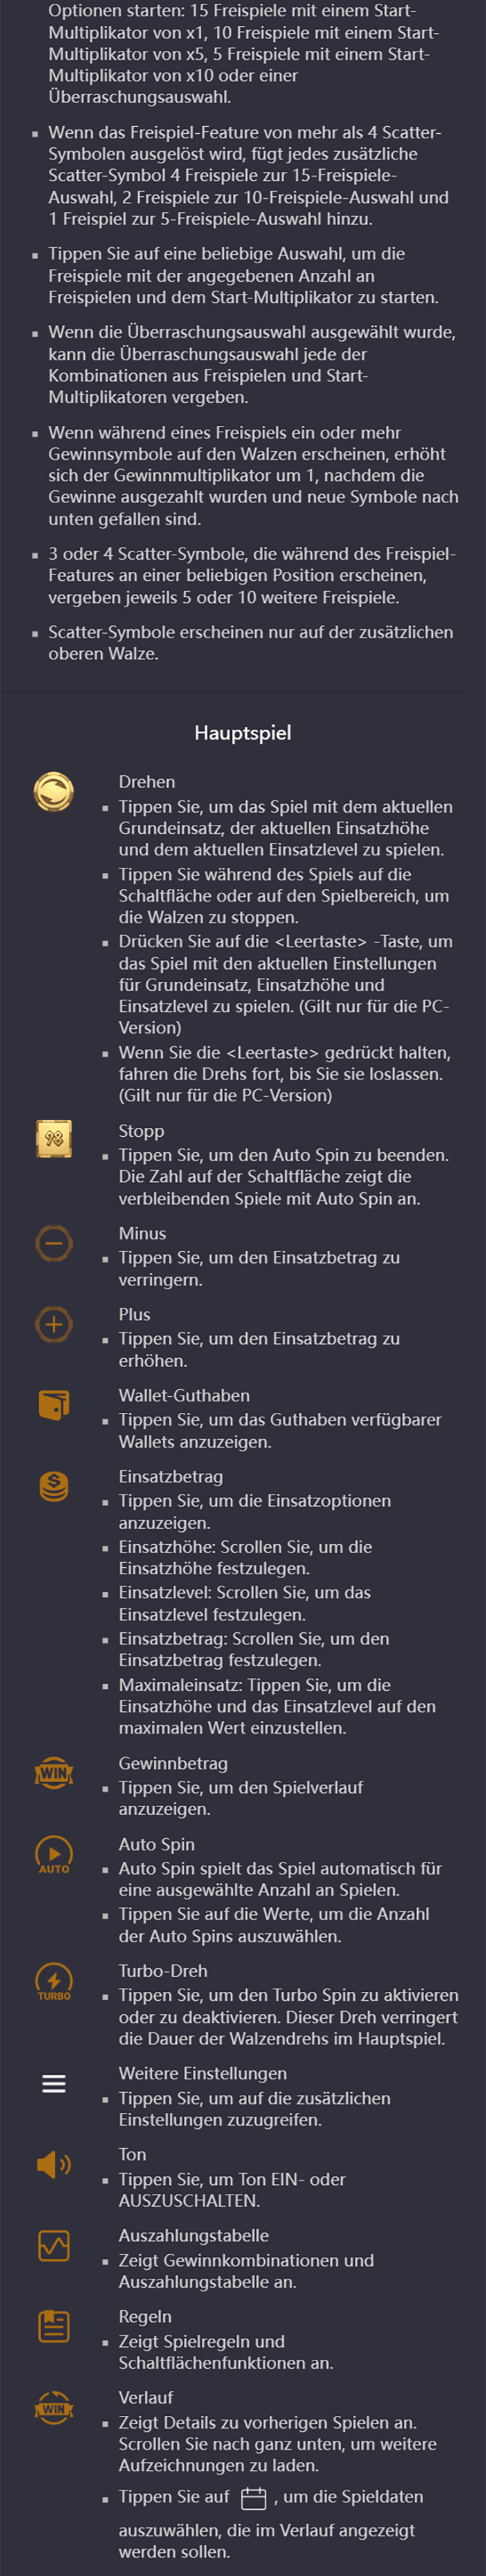 Optionen starten: 15 Freispiele mit einem Start-
Multiplikator von x1, 10 Freispiele mit einem Start-
Multiplikator von x5, 5 Freispiele mit einem Start-
Multiplikator von x10 oder einer
Überraschungsauswahl.
Wenn das Freispiel-Feature von mehr als 4 Scatter-
Symbolen ausgelöst wird, fügt jedes zusätzliche
Scatter-Symbol 4 Freispiele zur 15-Freispiele-
Auswahl, 2 Freispiele zur 10-Freispiele-Auswahl und
1 Freispiel zur 5-Freispiele-Auswahl hinzu.
Tippen Sie auf eine beliebige Auswahl, um die
Freispiele mit der angegebenen Anzahl an
Freispielen und dem Start-Multiplikator zu starten.
Wenn die Überraschungsauswahl ausgewählt wurde,
kann die Überraschungsauswahl jede der
Kombinationen aus Freispielen und Start-
Multiplikatoren vergeben.
Wenn während eines Freispiels ein oder mehr
Gewinnsymbole auf den Walzen erscheinen, erhöht
sich der Gewinnmultiplikator um 1, nachdem die
Gewinne ausgezahlt wurden und neue Symbole nach
unten gefallen sind.
3 oder 4 Scatter-Symbole, die während des Freispiel-
Features an einer beliebigen Position erscheinen,
vergeben jeweils 5 oder 10 weitere Freispiele.
Scatter-Symbole erscheinen nur auf der zusätzlichen
oberen Walze.
Hauptspiel
Drehen
Tippen Sie, um das Spiel mit dem aktuellen
Grundeinsatz, der aktuellen Einsatzhöhe
und dem aktuellen Einsatzlevel zu spielen.
Tippen Sie während des Spiels auf die
Schaltfläche oder auf den Spielbereich, um
die Walzen zu stoppen.
Drücken Sie auf die <Leertaste> -Taste, um
das Spiel mit den aktuellen Einstellungen
für Grundeinsatz, Einsatzhöhe und
Einsatzlevel zu spielen. (Gilt nur für die PC-
Version)
Wenn Sie die <Leertaste> gedrückt halten,
fahren die Drehs fort, bis Sie sie loslassen.
(Gilt nur für die PC-Version)
98 Stopp
Tippen Sie, um den Auto Spin zu beenden.
Die Zahl auf der Schaltfläche zeigt die
verbleibenden Spiele mit Auto Spin an.
Minus
Tippen Sie, um den Einsatzbetrag zu
verringern.
Plus
Tippen Sie, um den Einsatzbetrag zu
erhöhen.
Wallet-Guthaben
Tippen Sie, um das Guthaben verfügbarer
Wallets anzuzeigen.
Einsatzbetrag
Tippen Sie, um die Einsatzoptionen
anzuzeigen.
Einsatzhöhe: Scrollen Sie, um die
Einsatzhöhe festzulegen.
Einsatzlevel: Scrollen Sie, um das
Einsatzlevel festzulegen.
Einsatzbetrag: Scrollen Sie, um den
Einsatzbetrag festzulegen.
Maximaleinsatz: Tippen Sie, um die
Einsatzhöhe und das Einsatzlevel auf den
maximalen Wert einzustellen.
WIN Gewinnbetrag
Tippen Sie, um den Spielverlauf
anzuzeigen.
Auto Spin
AUTO
Auto Spin spielt das Spiel automatisch für
eine ausgewählte Anzahl an Spielen.
Tippen Sie auf die Werte, um die Anzahl
der Auto Spins auszuwählen.
Turbo-Dreh
TURBO
Tippen Sie, um den Turbo Spin zu aktivieren
oder zu deaktivieren. Dieser Dreh verringert
die Dauer der Walzendrehs im Hauptspiel.
Weitere Einstellungen
Tippen Sie, um auf die zusätzlichen
Einstellungen zuzugreifen.
Ton
Tippen Sie, um Ton EIN- oder
AUSZUSCHALTEN.
Auszahlungstabelle
Zeigt Gewinnkombinationen und
Auszahlungstabelle an.
Regeln
Zeigt Spielregeln und
Schaltflächenfunktionen an.
WIN Verlauf
Zeigt Details zu vorherigen Spielen an.
Scrollen Sie nach ganz unten, um weitere
Aufzeichnungen zu laden.
Tippen Sie auf , um die Spieldaten
auszuwählen, die im Verlauf angezeigt
werden sollen.